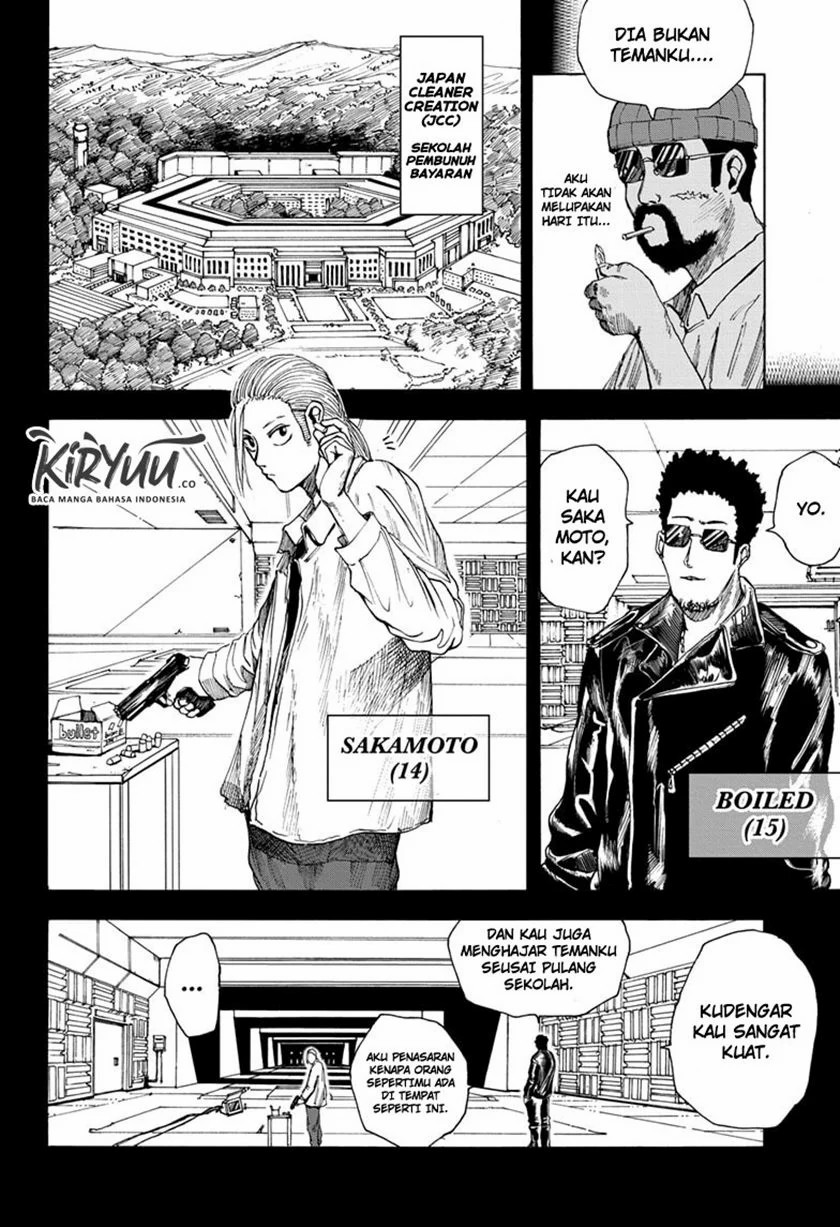 DIA BUKAN
TEMANKU....
AKU
TIDAK AKAN
MELUPAKAN
HARI ITU...
JAPAN
CLEANER
CREATION
(JCC)
SEKOLAH
PEMBUNUH
BAYARAN
YO.
KAU
SAKA
MOTO,
KAN?
BOILED
(15)
KIRYUU.CO
BACA MANGA BAHASA INDONESIA
bullet
SAKAMOTO
(14)
KUDENGAR
KAU SANGAT
KUAT.
DAN KAU JUGA
MENGHAJAR TEMANKU
SEUSAI PULANG
SEKOLAH.
AKU PENASARAN
KENAPA ORANG
SEPERTIMU ADA
DI TEMPAT
SEPERTI INI.
...